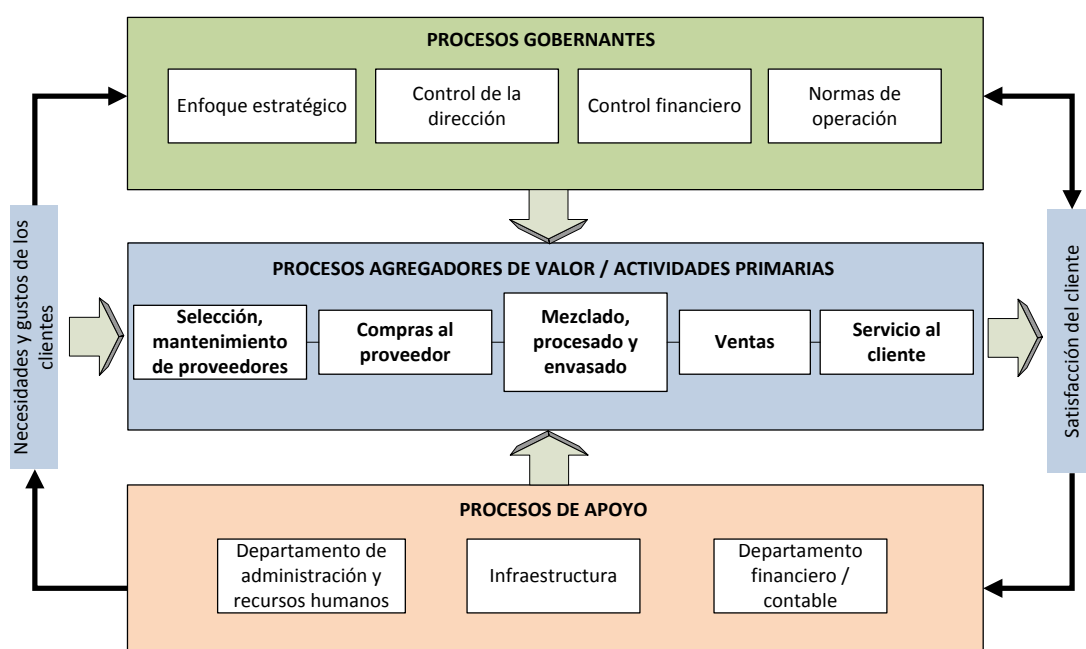 PROCESOS GOBERNANTES
Enfoque estratégico
Control de la
dirección
Control financiero
Normas de
operación
Necesidades y gustos de los
clientes
PROCESOS AGREGADORES DE VALOR / ACTIVIDADES PRIMARIAS
Selección,
mantenimiento
de proveedores
Compras al
proveedor
Mezclado,
procesado y
envasado
Ventas
Servicio al
cliente
Satisfacción del cliente
PROCESOS DE APOYO
Departamento de
administración y
recursos humanos
Infraestructura
Departamento
financiero /
contable